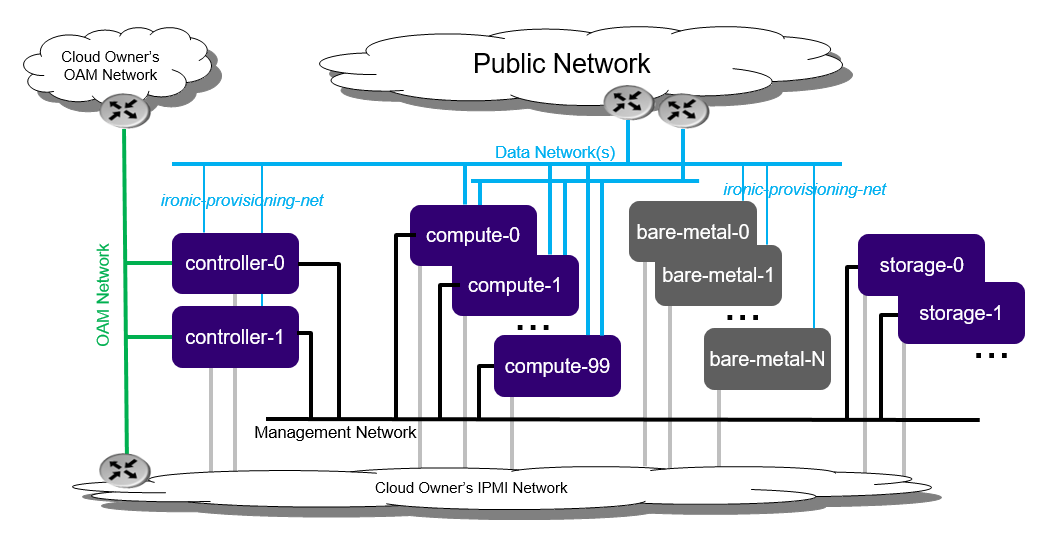 Cloud Owner's
OAM Network
Public Network
Data Network(s)
ironic-provisioning-net
ironic-provisioning-net
OAM Network
controller-0
controller-1
compute-0
compute-1
...
compute-99
bare-metal-0
bare-metal-1
...
bare-metal-N
storage-0
storage-1
...
Management Network
Cloud Owner's IPMI Network